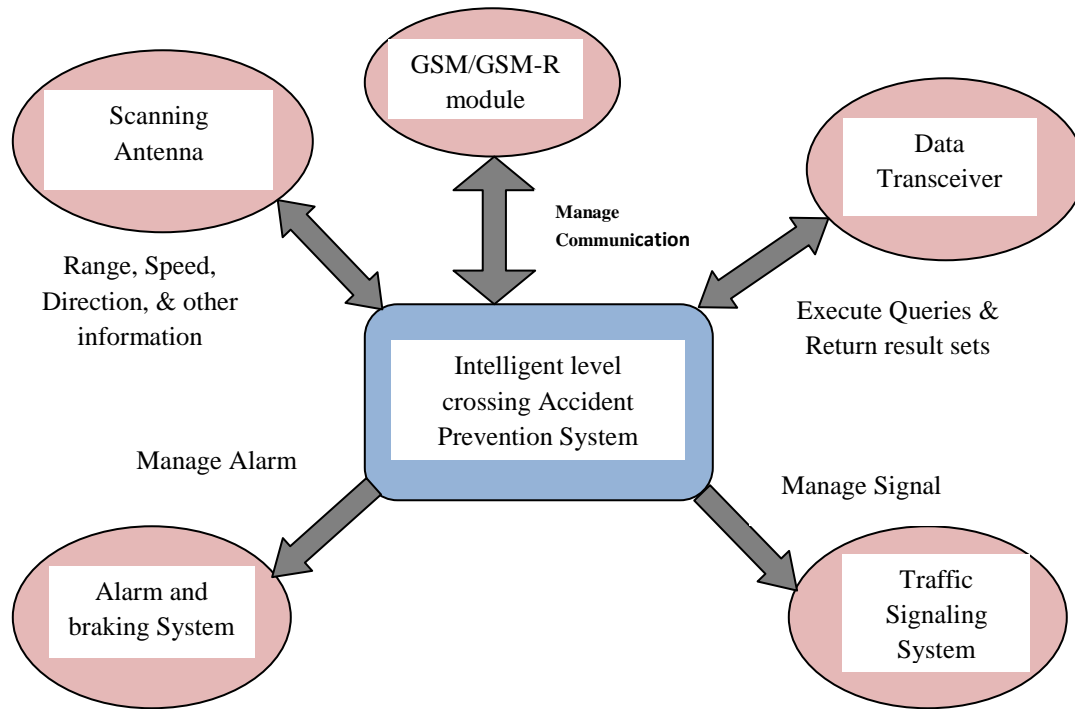 GSM/GSM-R
module
Scanning
Antenna
Data
Transceiver
Manage
Communication
Range, Speed,
Direction, & other
information
Execute Queries &
Return result sets
Intelligent level
crossing Accident
Prevention System
Manage Alarm
Manage Signal
Alarm and
braking System
Traffic
Signaling
System